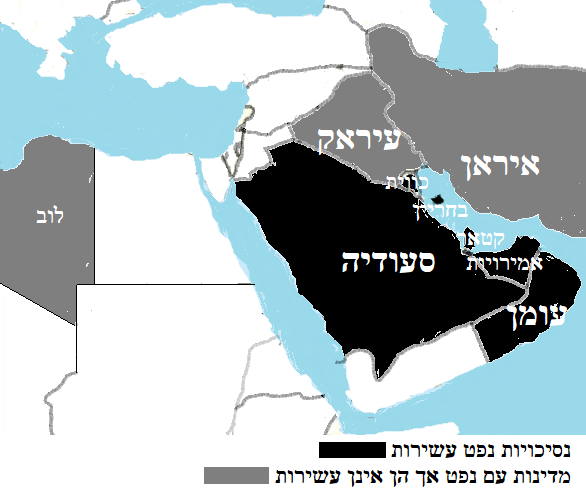 עיראק
איראן
כווית
בחריין
לוב
קטאר
סעודיה
אמירויות
עומן
נסיכויות נפט עשירות
מדינות עם נפט אך הן אינן עשירות